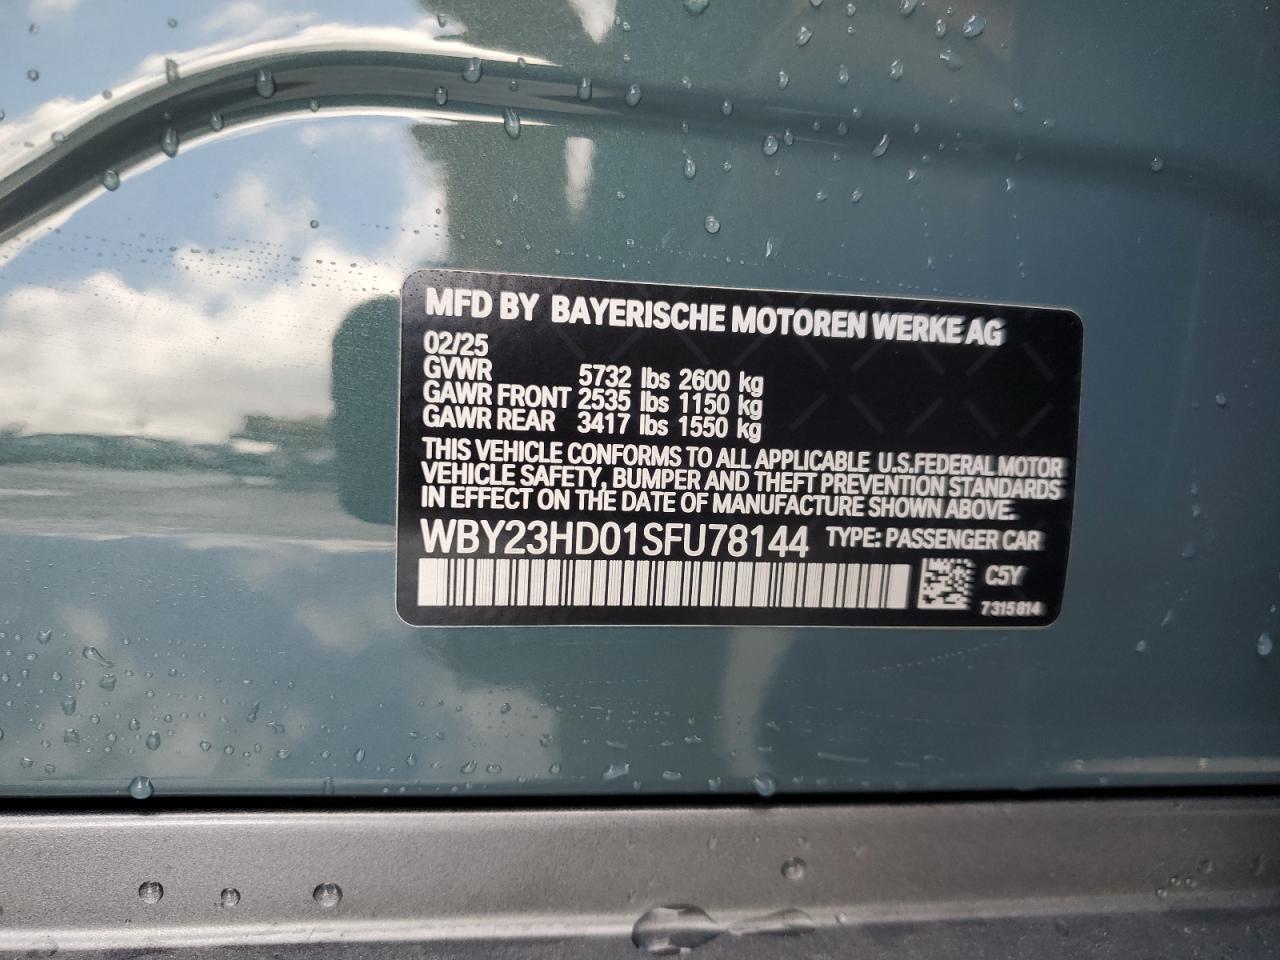 MFD BY BAYERISCHE MOTOREN WERKE AG
02/25
GVWR 5732 lbs 2600 kg
GAWR FRONT 2535 lbs 1150 kg
GAWR REAR 3417 lbs 1550 kg
THIS VEHICLE CONFORMS TO ALL APPLICABLE U.S.FEDERAL MOTOR
VEHICLE SAFETY, BUMPER AND THEFT PREVENTION STANDARDS
IN EFFECT ON THE DATE OF MANUFACTURE SHOWN ABOVE.
WBY23HD01SFU78144 TYPE: PASSENGER CAR
C5Y
7315814